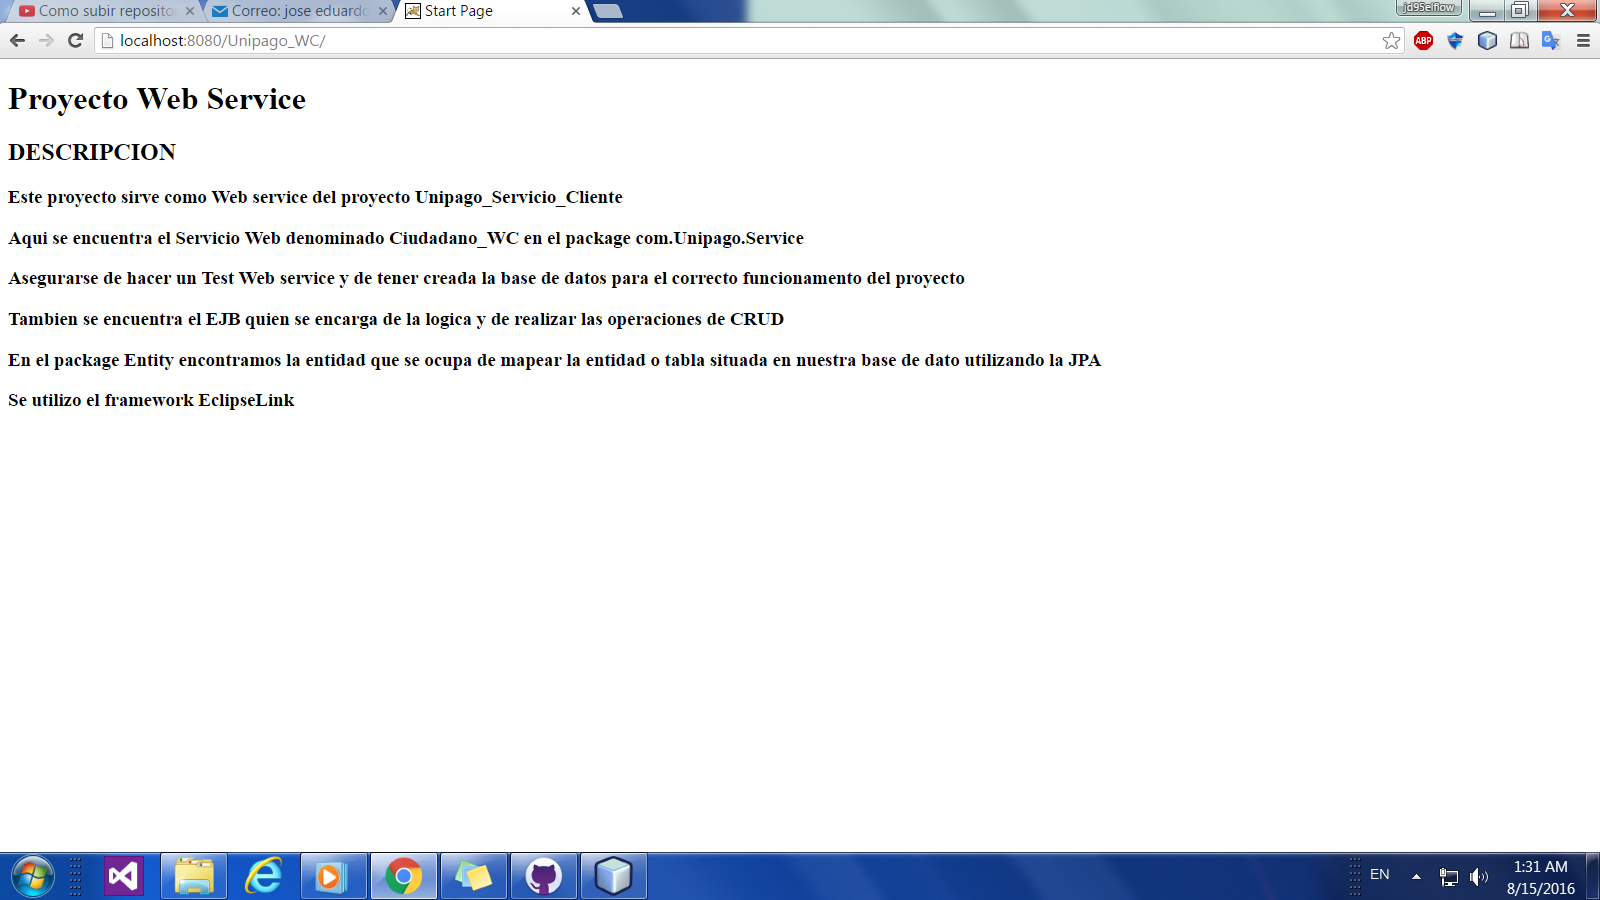 Como subir reposito
Correo: jose eduardo
Start Page
jd95elflow
localhost:8080/Unipago_WC/
ABP
Proyecto Web Service
DESCRIPCION
Este proyecto sirve como Web service del proyecto Unipago_Servicio_Cliente
Aqui se encuentra el Servicio Web denominado Ciudadano_WC en el package com.Unipago.Service
Asegurarse de hacer un Test Web service y de tener creada la base de datos para el correcto funcionamento del proyecto
Tambien se encuentra el EJB quien se encarga de la logica y de realizar las operaciones de CRUD
En el package Entity encontramos la entidad que se ocupa de mapear la entidad o tabla situada en nuestra base de dato utilizando la JPA
Se utilizo el framework EclipseLink
EN
1:31 AM
8/15/2016